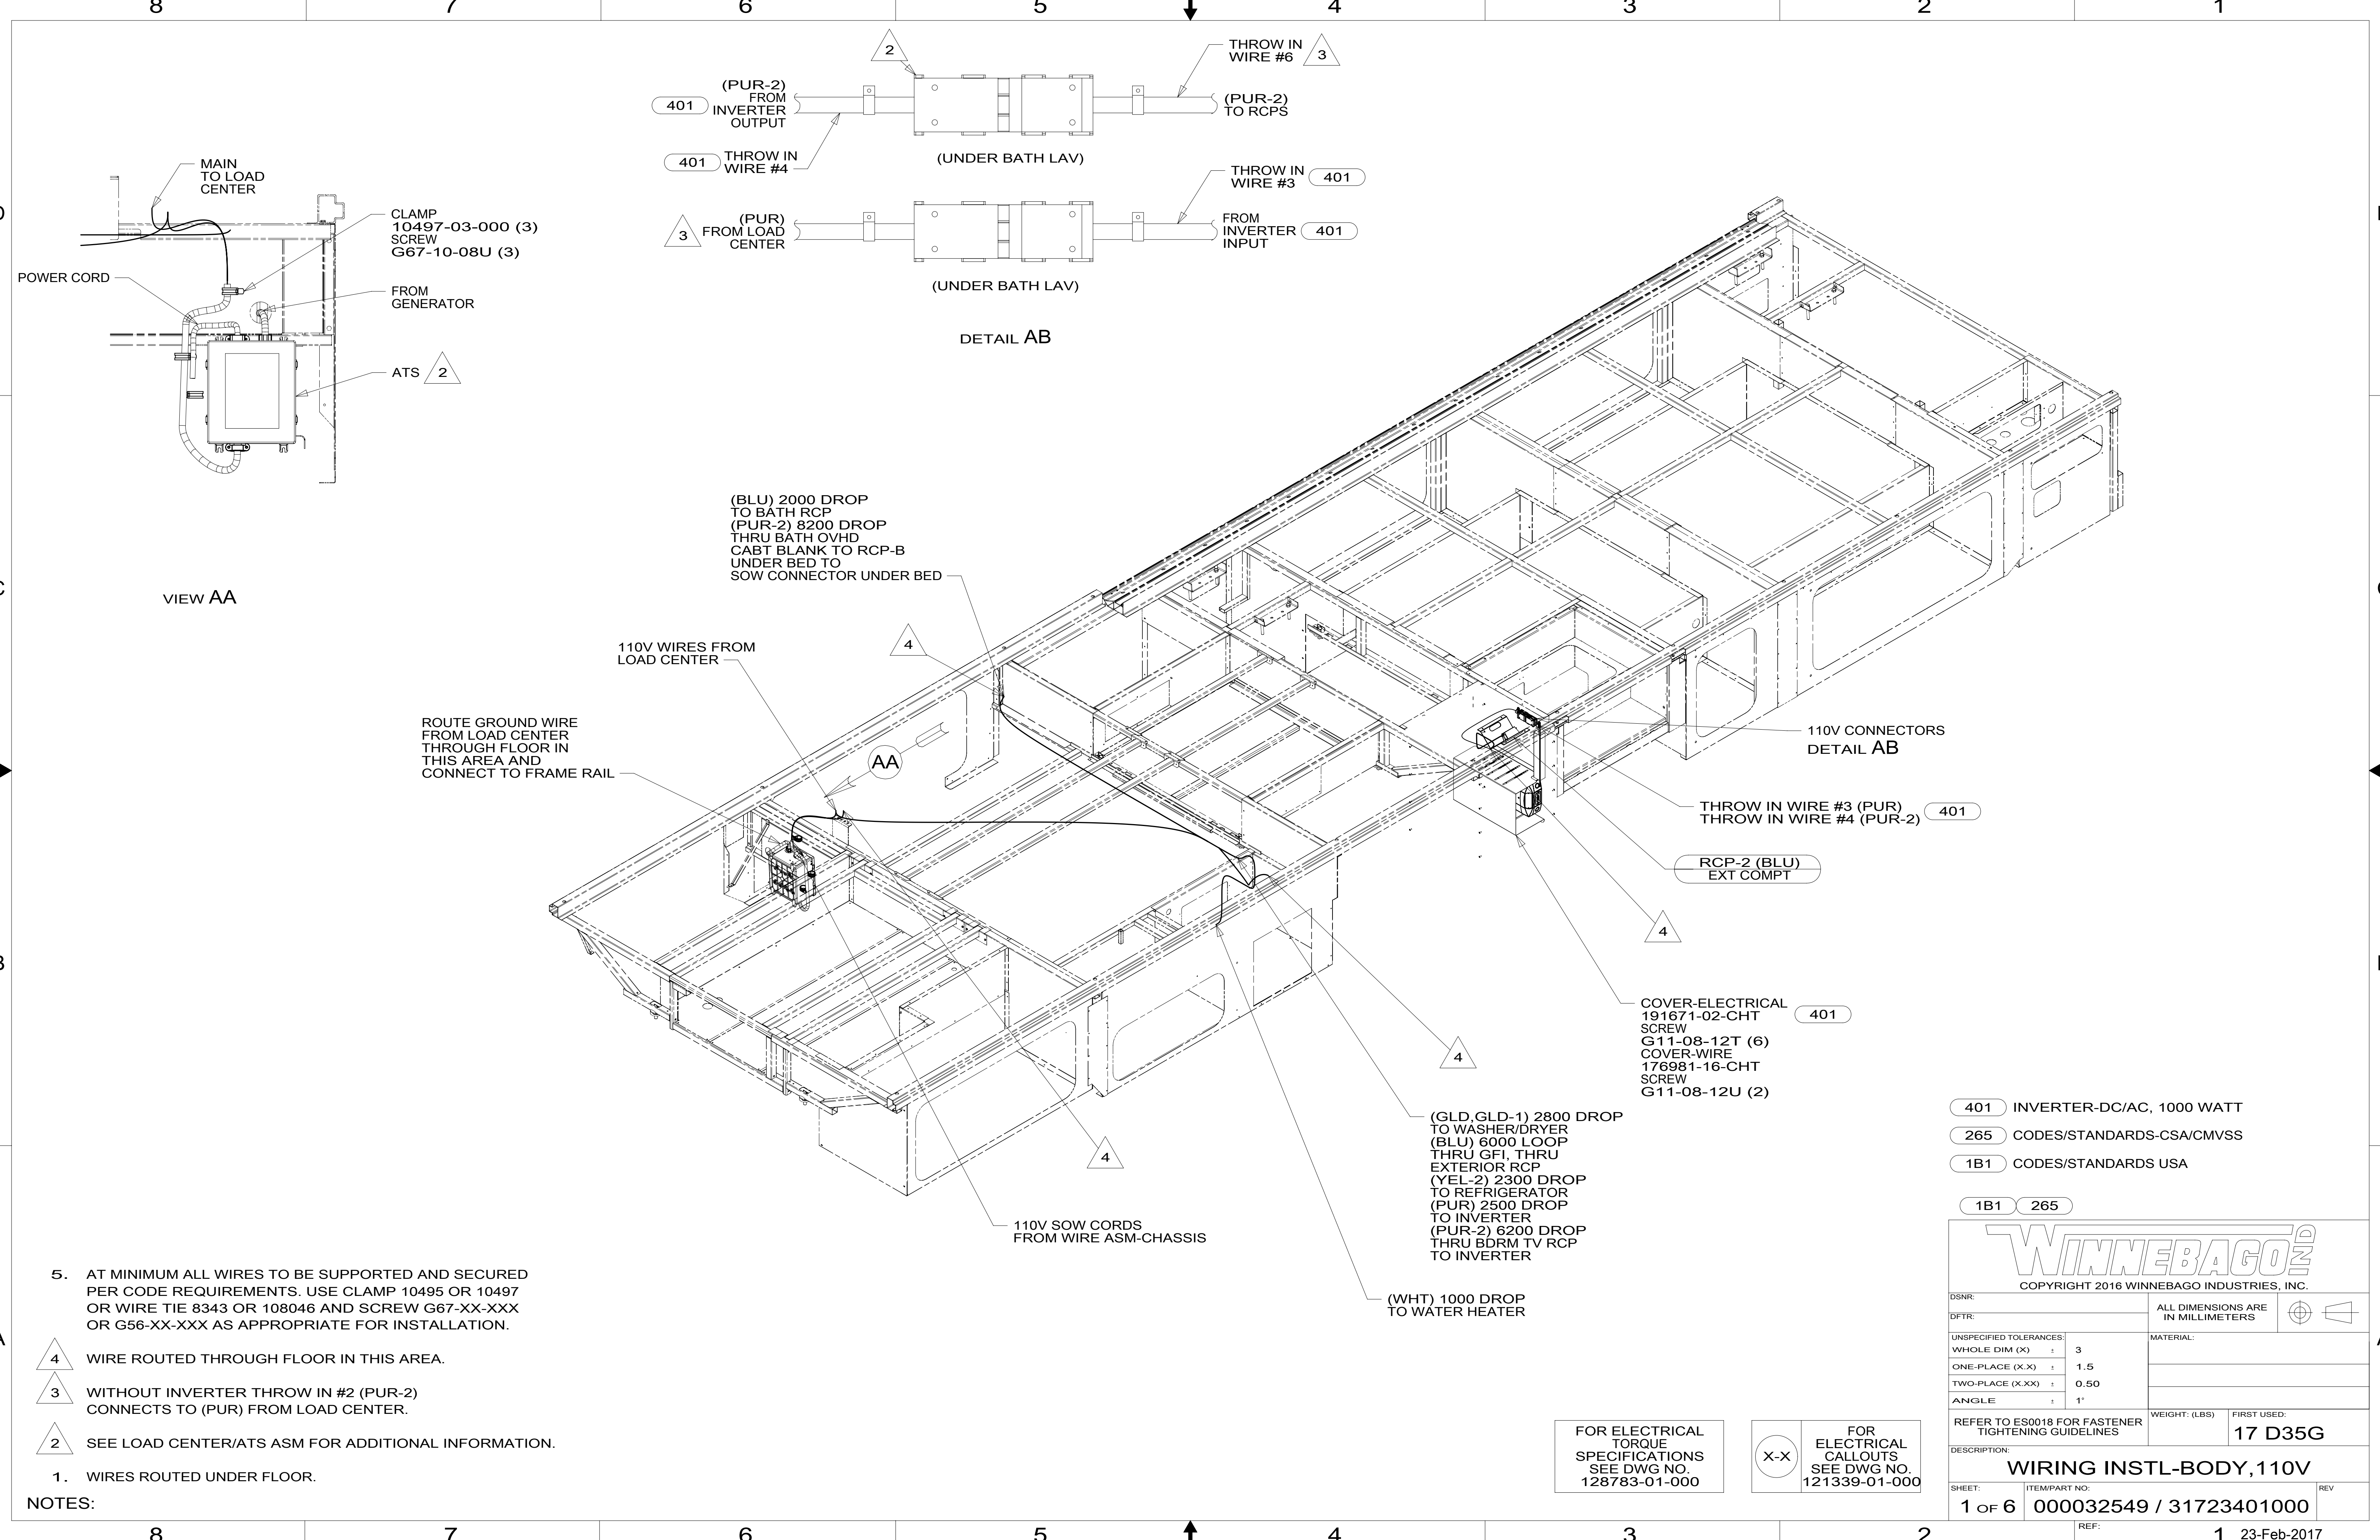 8 7 6 5 4 3 2 1
D
C
B
A
2
THROW IN
WIRE #6
3
(PUR-2)
FROM
INVERTER
OUTPUT
401
(PUR-2)
TO RCPS
401
THROW IN
WIRE #4
(UNDER BATH LAV)
THROW IN
WIRE #3
401
3
(PUR)
FROM LOAD
CENTER
FROM
INVERTER
INPUT
401
(UNDER BATH LAV)
DETAIL AB
MAIN
TO LOAD
CENTER
CLAMP
10497-03-000 (3)
SCREW
G67-10-08U (3)
POWER CORD
FROM
GENERATOR
ATS
2
VIEW AA
(BLU) 2000 DROP
TO BATH RCP
(PUR-2) 8200 DROP
THRU BATH OVHD
CABT BLANK TO RCP-B
UNDER BED TO
SOW CONNECTOR UNDER BED
110V WIRES FROM
LOAD CENTER
4
ROUTE GROUND WIRE
FROM LOAD CENTER
THROUGH FLOOR IN
THIS AREA AND
CONNECT TO FRAME RAIL
AA
110V CONNECTORS
DETAIL AB
THROW IN WIRE #3 (PUR)
THROW IN WIRE #4 (PUR-2)
401
RCP-2 (BLU)
EXT COMPT
4
COVER-ELECTRICAL
191671-02-CHT
SCREW
G11-08-12T (6)
COVER-WIRE
176981-16-CHT
SCREW
G11-08-12U (2)
401
4
4
(GLD,GLD-1) 2800 DROP
TO WASHER/DRYER
(BLU) 6000 LOOP
THRU GFI, THRU
EXTERIOR RCP
(YEL-2) 2300 DROP
TO REFRIGERATOR
(PUR) 2500 DROP
TO INVERTER
(PUR-2) 6200 DROP
THRU BDRM TV RCP
TO INVERTER
110V SOW CORDS
FROM WIRE ASM-CHASSIS
(WHT) 1000 DROP
TO WATER HEATER
401 INVERTER-DC/AC, 1000 WATT
265 CODES/STANDARDS-CSA/CMVSS
1B1 CODES/STANDARDS USA
1B1 265
5. AT MINIMUM ALL WIRES TO BE SUPPORTED AND SECURED
PER CODE REQUIREMENTS. USE CLAMP 10495 OR 10497
OR WIRE TIE 8343 OR 108046 AND SCREW G67-XX-XXX
OR G56-XX-XXX AS APPROPRIATE FOR INSTALLATION.
4 WIRE ROUTED THROUGH FLOOR IN THIS AREA.
3 WITHOUT INVERTER THROW IN #2 (PUR-2)
CONNECTS TO (PUR) FROM LOAD CENTER.
2 SEE LOAD CENTER/ATS ASM FOR ADDITIONAL INFORMATION.
1. WIRES ROUTED UNDER FLOOR.
NOTES:
FOR ELECTRICAL
TORQUE
SPECIFICATIONS
SEE DWG NO.
128783-01-000
X-X
FOR
ELECTRICAL
CALLOUTS
SEE DWG NO.
121339-01-000
WINNEBAGO IND
COPYRIGHT 2016 WINNEBAGO INDUSTRIES, INC.
DSNR:
DFTR:
ALL DIMENSIONS ARE
IN MILLIMETERS
UNSPECIFIED TOLERANCES:
WHOLE DIM (X) ± 3
ONE-PLACE (X.X) ± 1.5
TWO-PLACE (X.XX) ± 0.50
ANGLE ± 1°
MATERIAL:
REFER TO ES0018 FOR FASTENER
TIGHTENING GUIDELINES
WEIGHT: (LBS)
FIRST USED:
17 D35G
DESCRIPTION:
WIRING INSTL-BODY,110V
SHEET:
1 OF 6
ITEM/PART NO:
000032549 / 31723401000
REV
REF:
8 7 6 5 4 3 2 1
23-Feb-2017